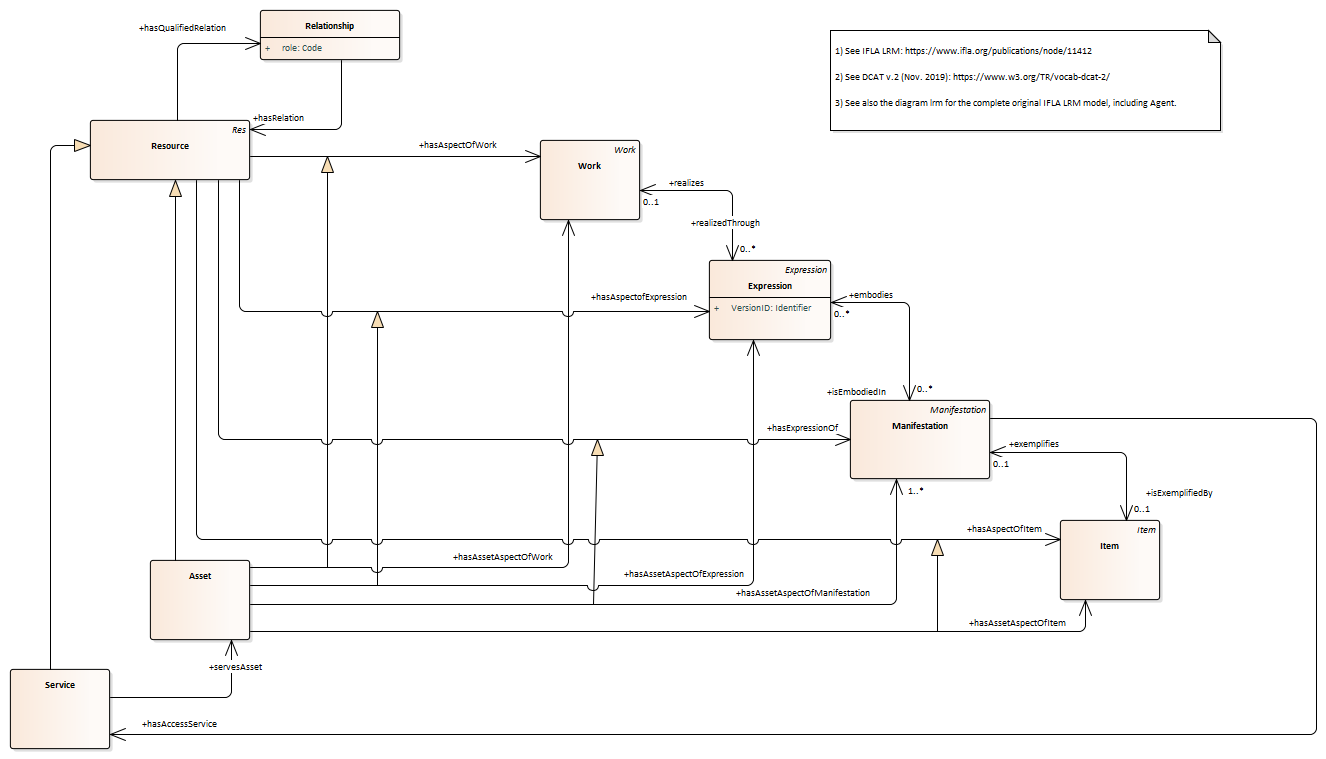 Relationship
+ role: Code
+hasQualifiedRelation
+hasRelation
1) See IFLA LRM: https://www.ifla.org/publications/node/11412
2) See DCAT v.2 (Nov. 2019): https://www.w3.org/TR/vocab-dcat-2/
3) See also the diagram lrm for the complete original IFLA LRM model, including Agent.
Res
Resource
+hasAspectOfWork
Work
Work
+realizes
0..1
+realizedThrough
0..*
Expression
Expression
+ VersionID: Identifier
+hasAspectofExpression
+embodies
0..*
+isEmbodiedIn
0..*
Manifestation
Manifestation
+hasExpressionOf
+exemplifies
0..1
1..*
+isExemplifiedBy
0..1
+hasAspectOfItem
Item
Item
Asset
+hasAssetAspectOfWork
+hasAssetAspectOfExpression
+hasAssetAspectOfManifestation
+hasAssetAspectOfItem
+servesAsset
Service
+hasAccessService